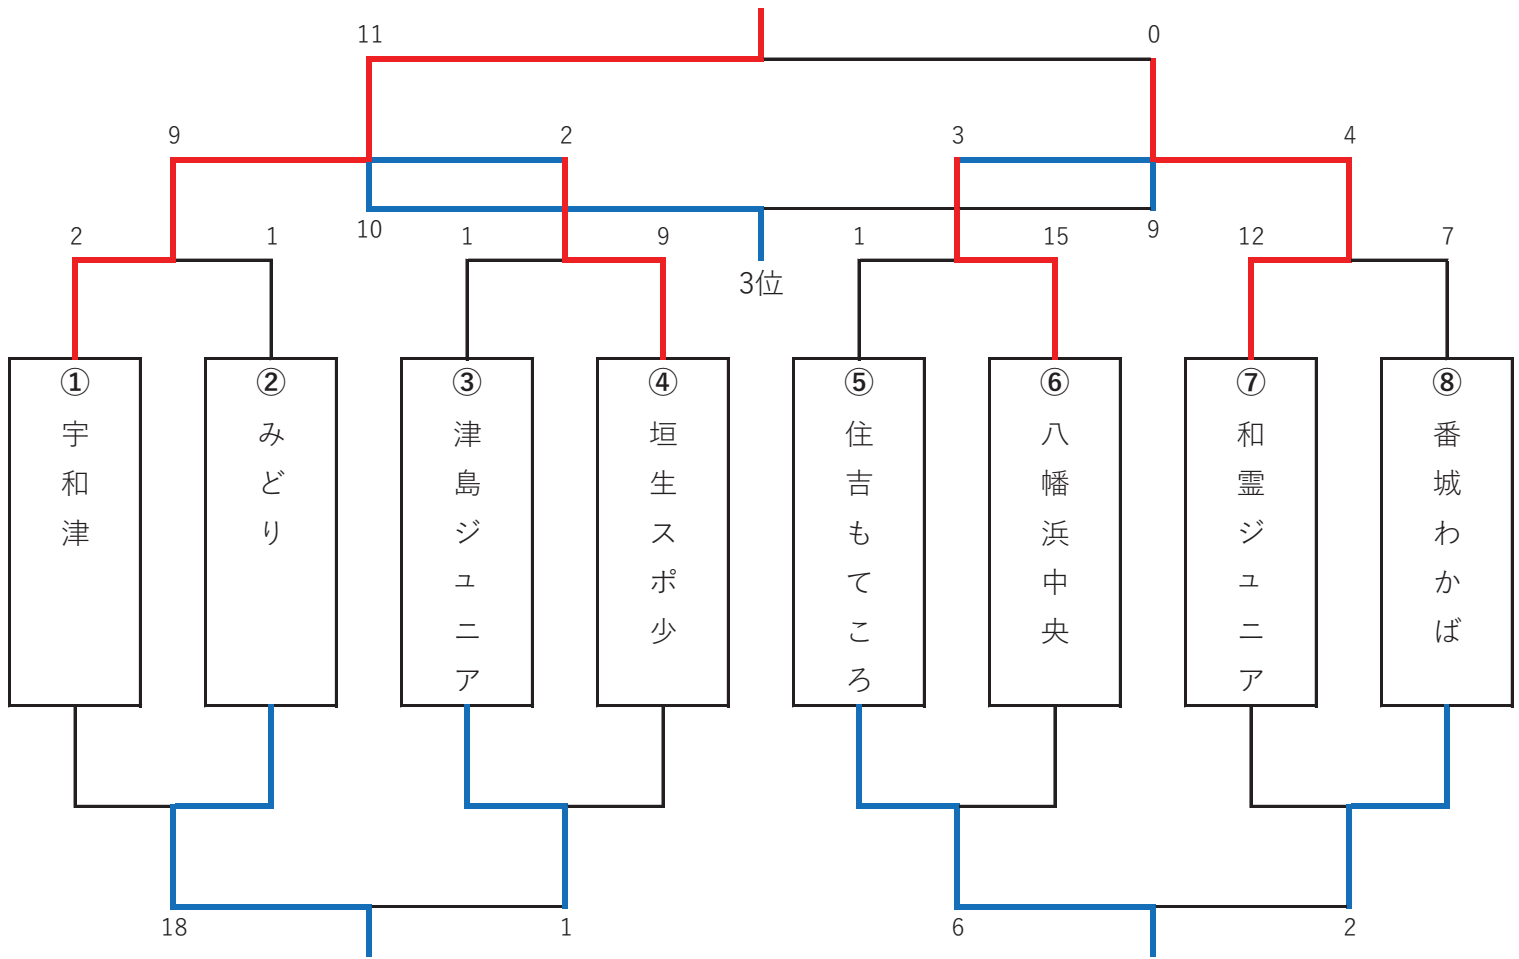 11 0
9 2 3 4
10 9
2 1 1 9 1 15 12 7
3位
① ② ③ ④ ⑤ ⑥ ⑦ ⑧
宇和津
みどり
津島ジュニア
垣生スポ少
住吉もてころ
八幡浜中央
和霊ジュニア
番城わかば
18 1 6 2